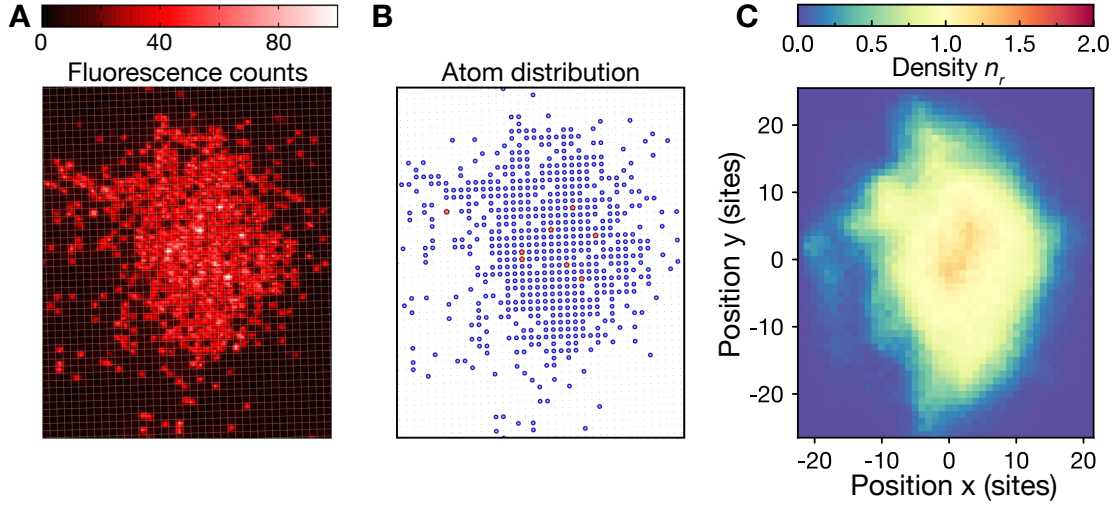 A
0 40 80
Fluorescence counts
B
Atom distribution
C
0.0 0.5 1.0 1.5 2.0
Density nᵣ
Position y (sites)
20
10
0
-10
-20
-20 -10 0 10 20
Position x (sites)